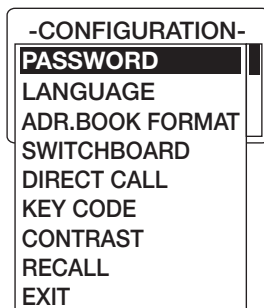 -CONFIGURATION-
PASSWORD
LANGUAGE
ADR.BOOK FORMAT
SWITCHBOARD
DIRECT CALL
KEY CODE
CONTRAST
RECALL
EXIT